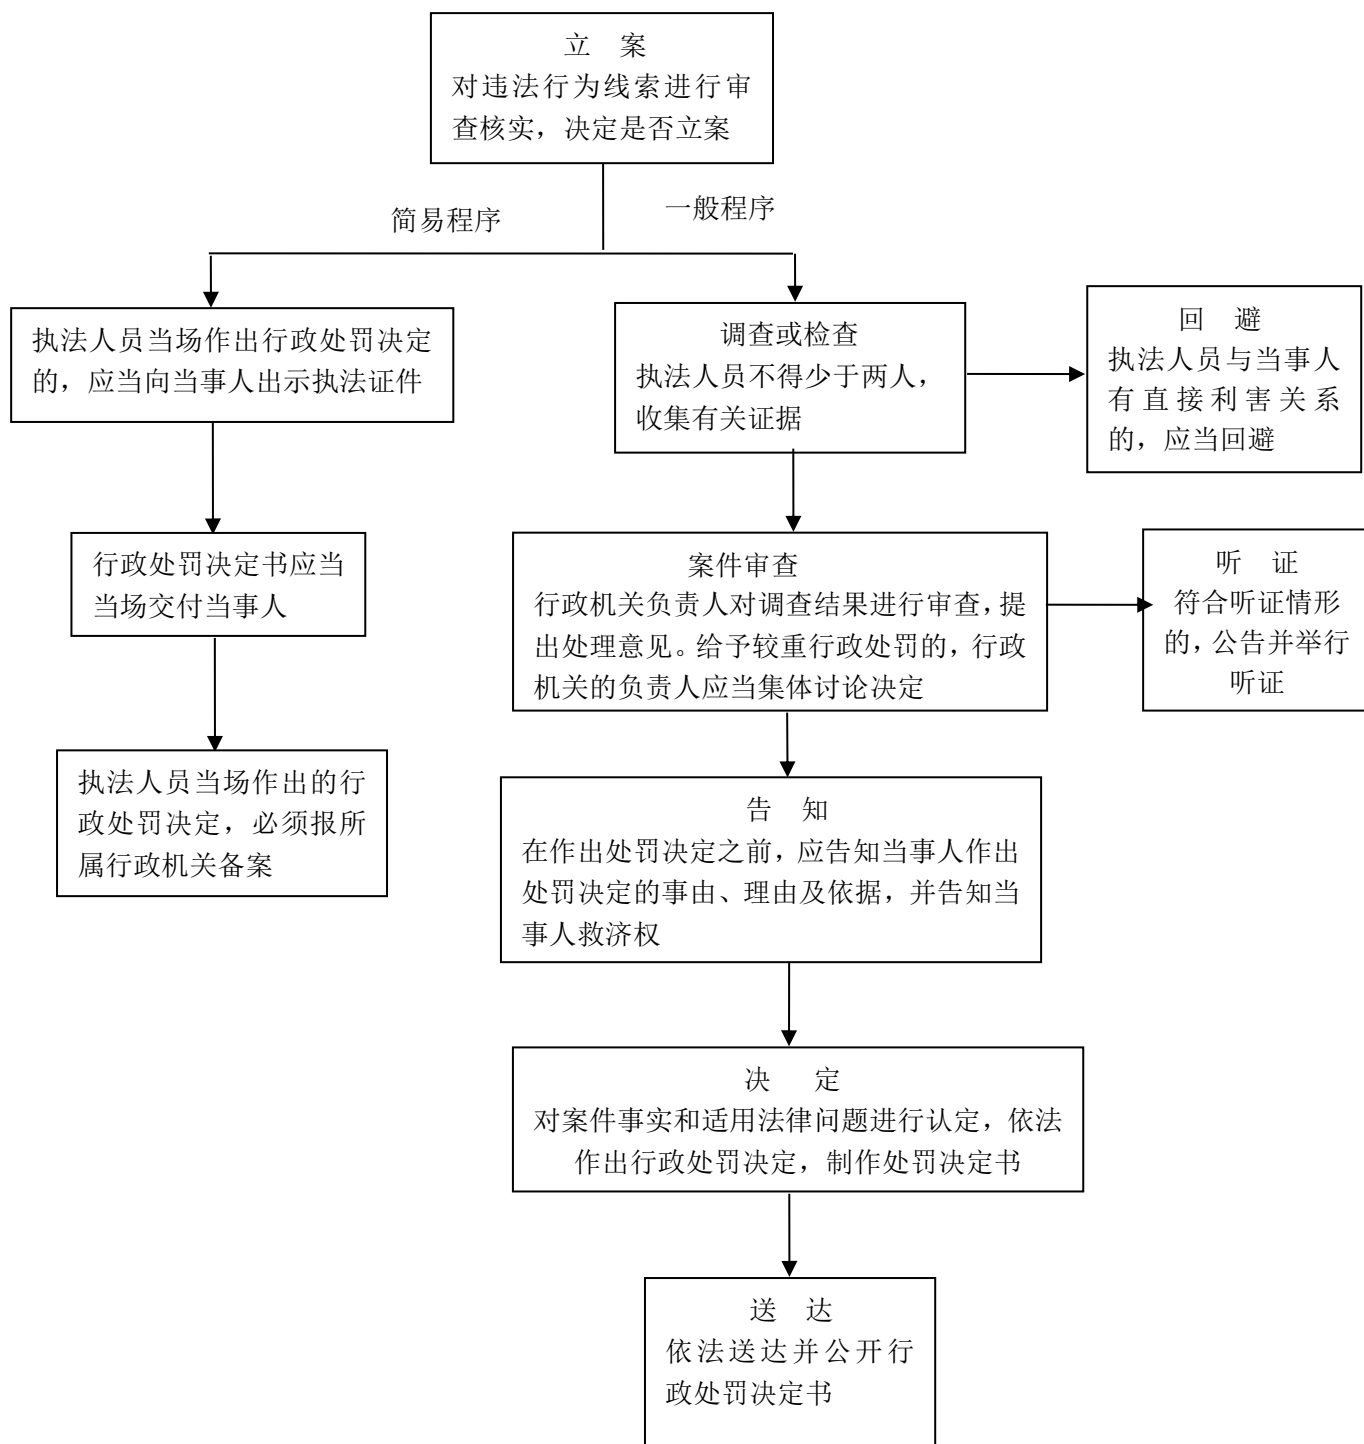 立 案
对违法行为线索进行审
查核实，决定是否立案
简易程序
一般程序
执法人员当场作出行政处罚决定
的，应当向当事人出示执法证件
调查或检查
执法人员不得少于两人，
收集有关证据
回 避
执法人员与当事人
有直接利害关系
的，应当回避
行政处罚决定书应当
当场交付当事人
案件审查
行政机关负责人对调查结果进行审查，提
出处理意见。给予较重行政处罚的，行政
机关的负责人应当集体讨论决定
听 证
符合听证情形
的，公告并举行
听证
执法人员当场作出的行
政处罚决定，必须报所
属行政机关备案
告 知
在作出处罚决定之前，应告知当事人作出
处罚决定的事由、理由及依据，并告知当
事人救济权
决 定
对案件事实和适用法律问题进行认定，依法
作出行政处罚决定，制作处罚决定书
送 达
依法送达并公开行
政处罚决定书